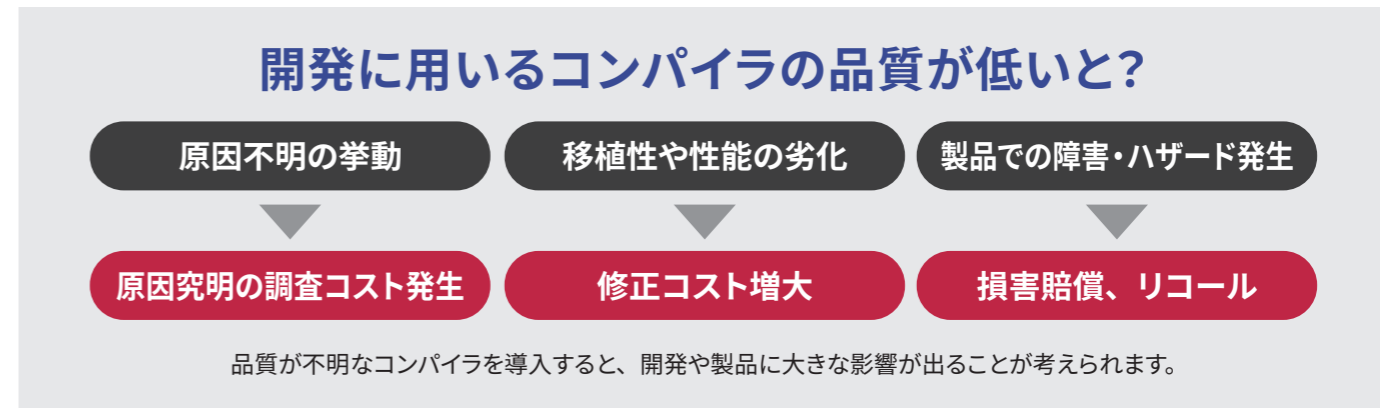 開発に用いるコンパイラの品質が低いと?
原因不明の挙動
移植性や性能の劣化
製品での障害・ハザード発生
原因究明の調査コスト発生
修正コスト増大
損害賠償、リコール
品質が不明なコンパイラを導入すると、開発や製品に大きな影響が出ることが考えられます。